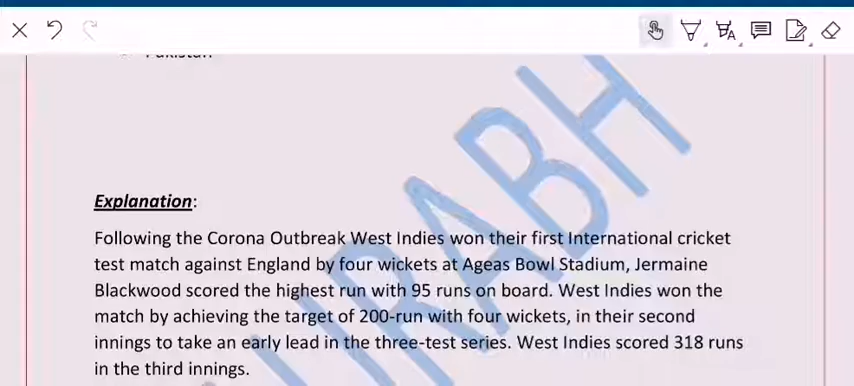 Pakistan
URABH
Explanation:
Following the Corona Outbreak West Indies won their first International cricket
test match against England by four wickets at Ageas Bowl Stadium, Jermaine
Blackwood scored the highest run with 95 runs on board. West Indies won the
match by achieving the target of 200-run with four wickets, in their second
innings to take an early lead in the three-test series. West Indies scored 318 runs
in the third innings.